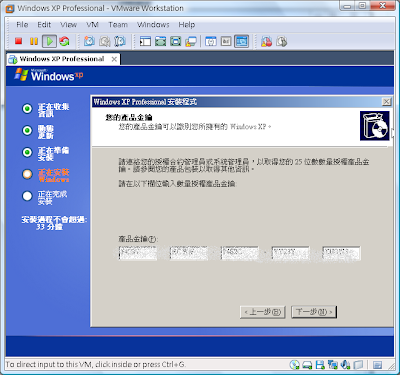 Windows XP Professional - VMware Workstation
File Edit View VM Team Windows Help
Windows XP Professional
Microsoft
Windows xp
正在收集
資訊
動態
更新
正在準備
安裝
正在安裝
Windows
正在完成
安裝
安裝過程不會超過:
33 分鐘
Windows XP Professional 安裝程式
您的產品金鑰
您的產品金鑰可以識別您所擁有的 Windows XP。
請連絡您的授權合約管理員或系統管理員，以取得您的 25 位數數量授權產品金
鑰。請參閱您的產品包裝以取得其他資訊。
請在以下欄位輸入數量授權產品金鑰:
產品金鑰(P):
< 上一步(B)
下一步(N) >
To direct input to this VM, click inside or press Ctrl+G.